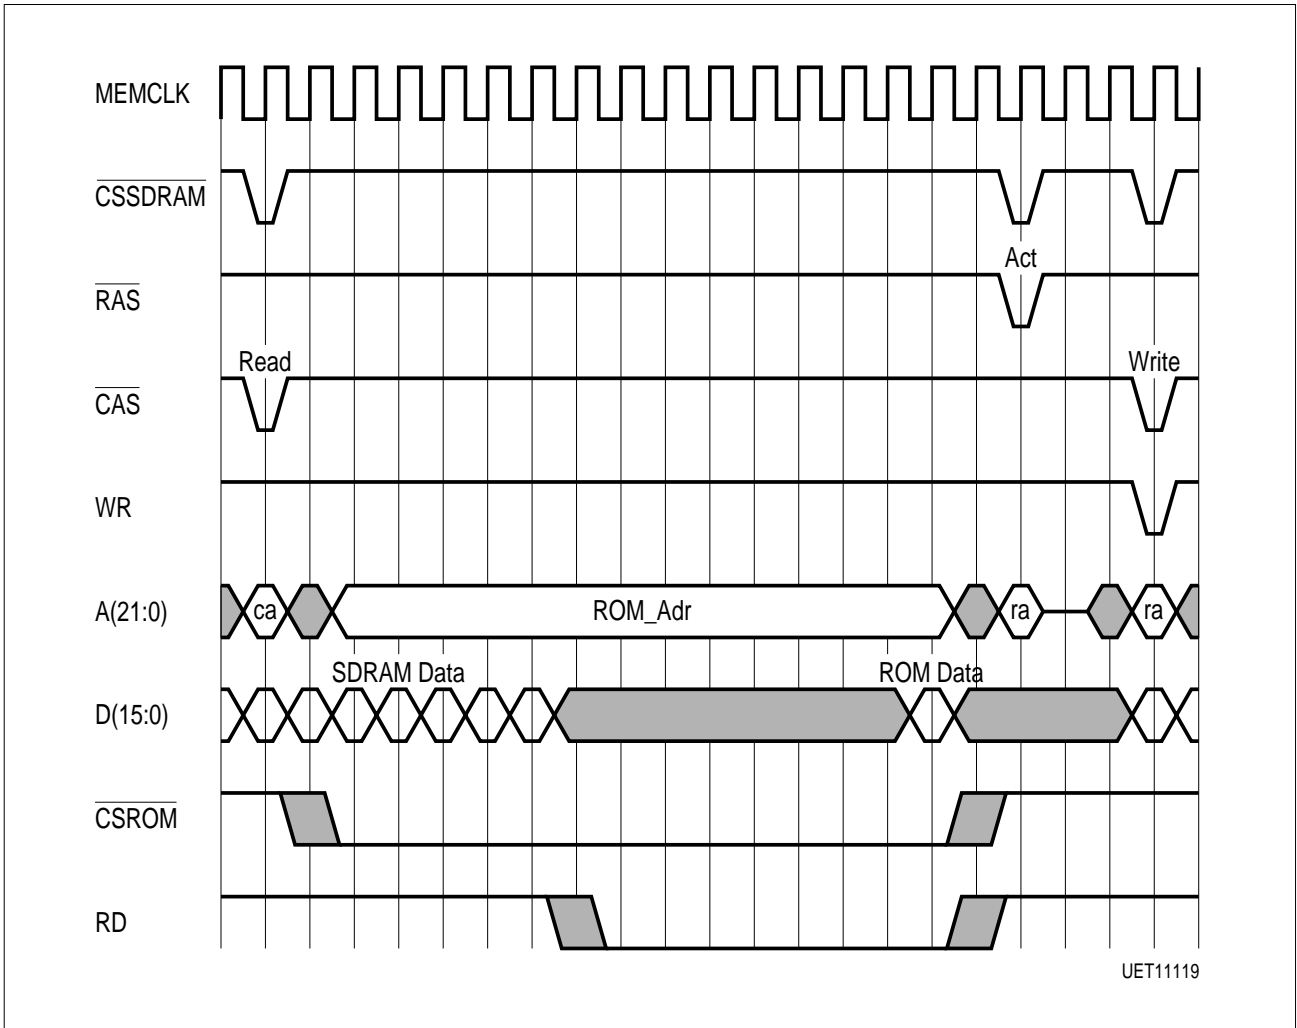 MEMCLK
CSSDRAM
Act
RAS
Read
Write
CAS
WR
A(21:0)
ca
ROM_Adr
ra
ra
SDRAM Data
ROM Data
D(15:0)
CSROM
RD
UET11119